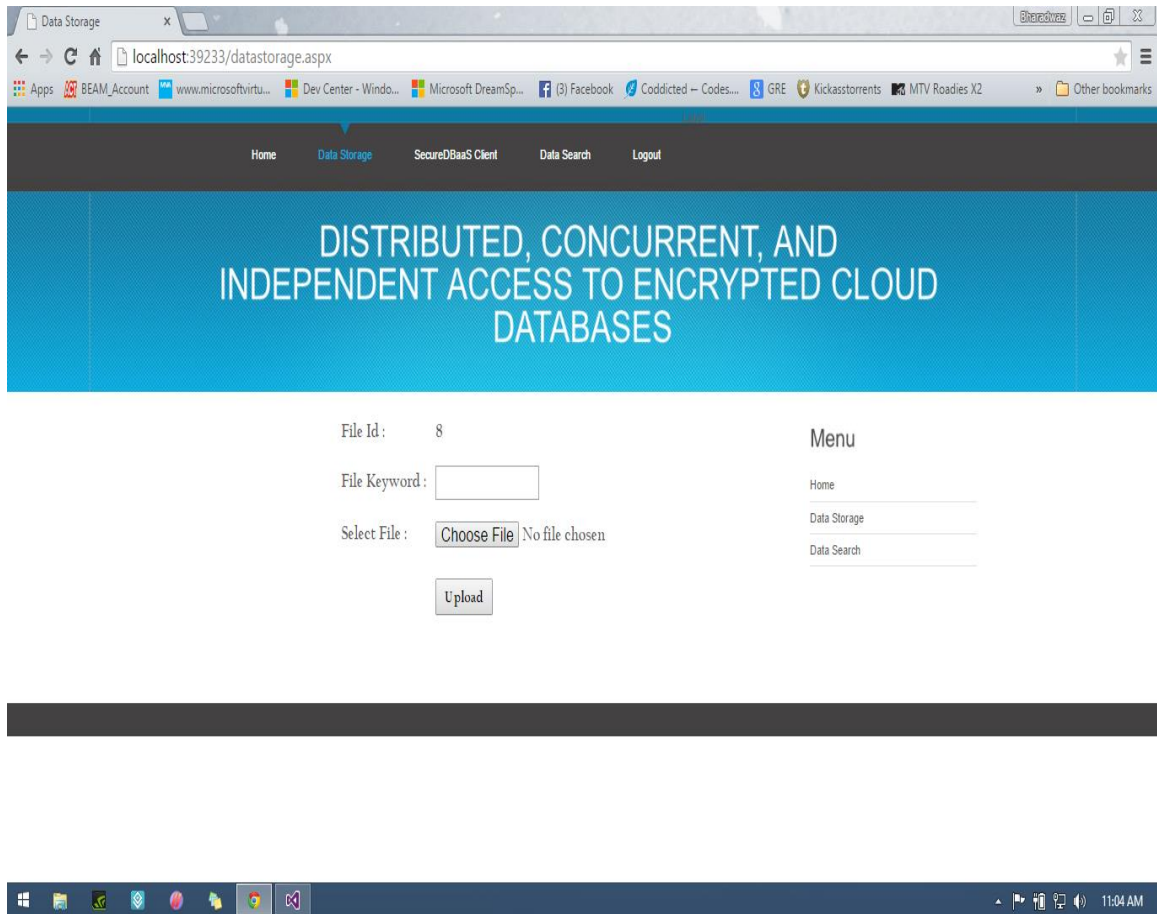 Data Storage
Bharadwaz
localhost:39233/datastorage.aspx
Apps BEAM_Account www.microsoftvirtu... Dev Center - Windo... Microsoft DreamSp... (3) Facebook Coddicted — Codes.... GRE Kickasstorrents MTV Roadies X2 » Other bookmarks
Home Data Storage SecureDBaaS Client Data Search Logout
DISTRIBUTED, CONCURRENT, AND
INDEPENDENT ACCESS TO ENCRYPTED CLOUD
DATABASES
File Id : 8
File Keyword :
Select File : Choose File No file chosen
Upload
Menu
Home
Data Storage
Data Search
11:04 AM